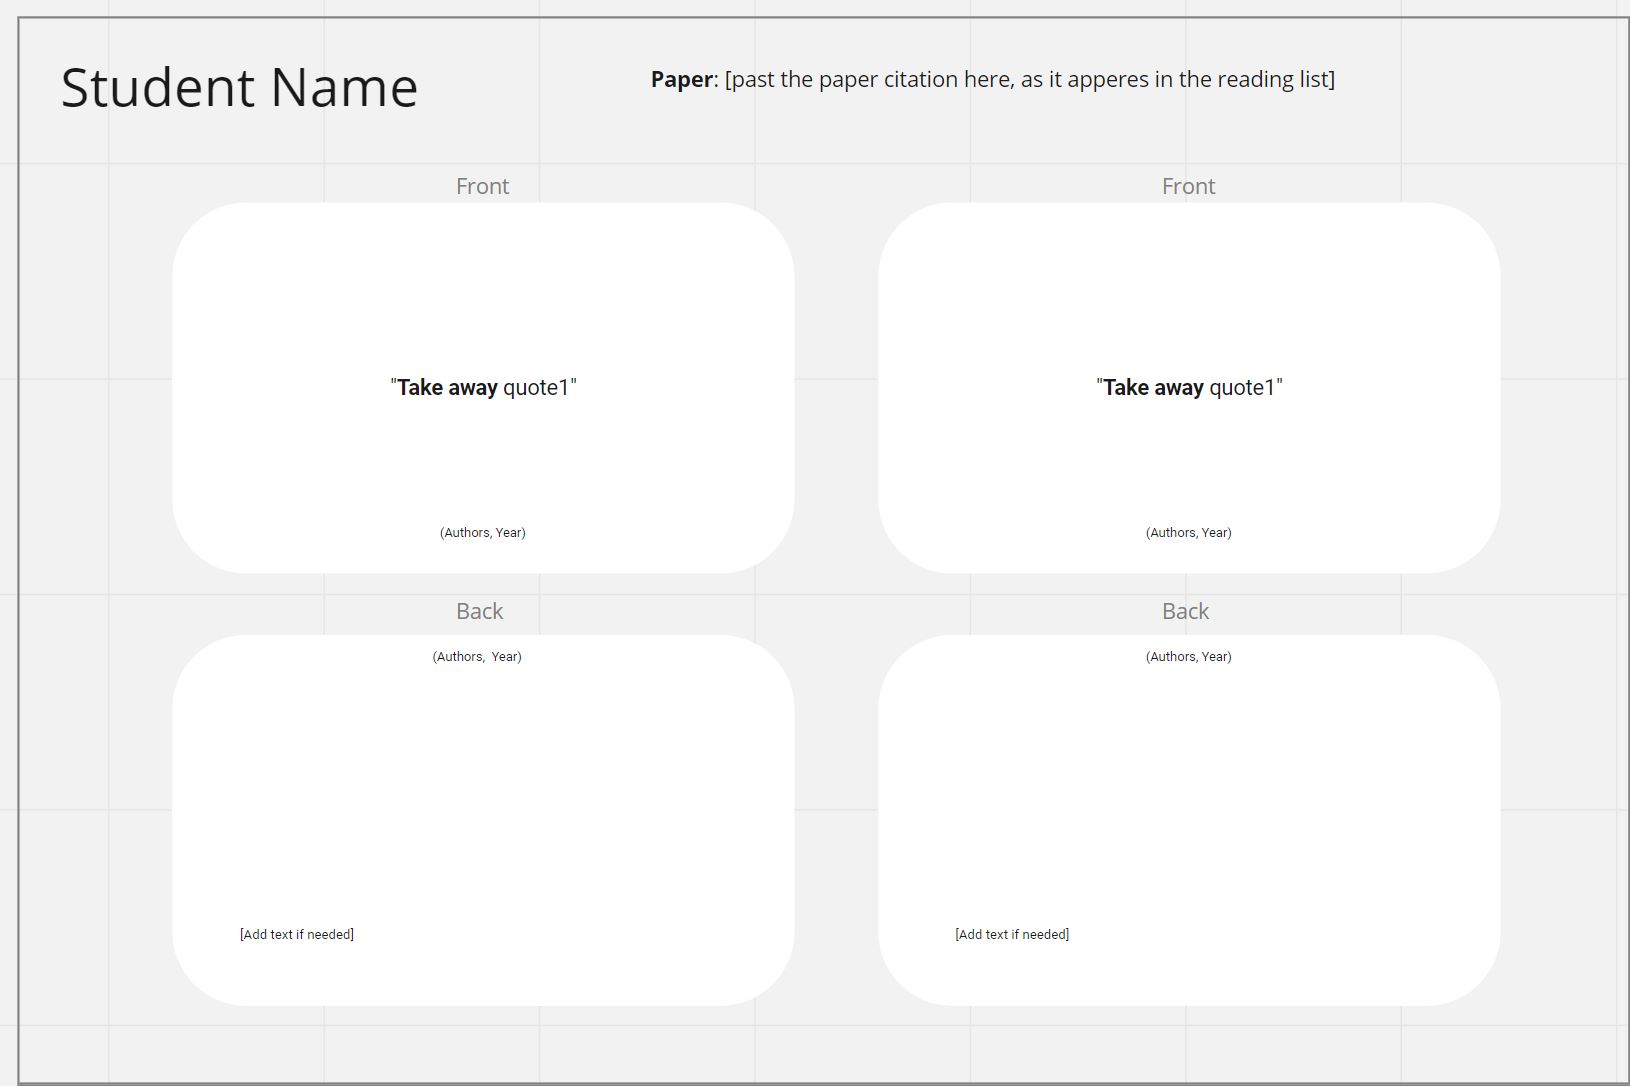 Student Name
Paper: [past the paper citation here, as it apperes in the reading list]
Front
Front
"Take away quote1"
"Take away quote1"
(Authors, Year)
(Authors, Year)
Back
Back
(Authors,  Year)
(Authors, Year)
[Add text if needed]
[Add text if needed]